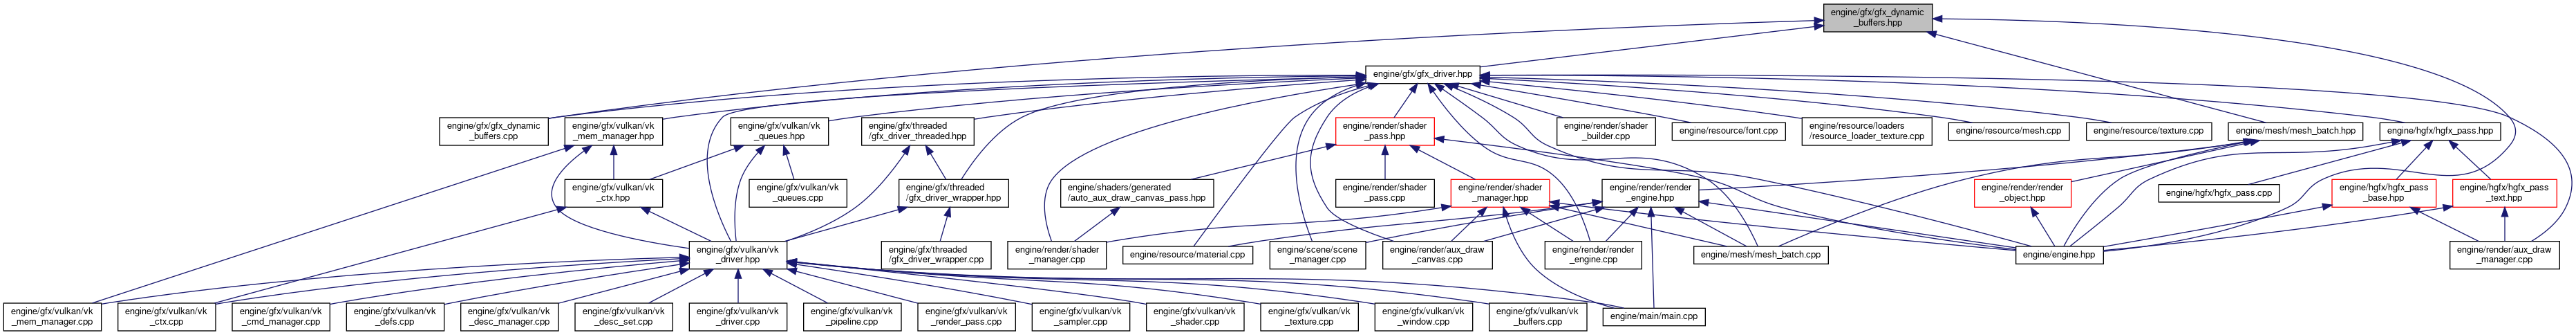 engine/gfx/gfx_dynamic
_buffers.hpp
engine/gfx/gfx_driver.hpp
engine/gfx/gfx_dynamic
_buffers.cpp
engine/gfx/vulkan/vk
_mem_manager.hpp
engine/gfx/vulkan/vk
_queues.hpp
engine/gfx/threaded
/gfx_driver_threaded.hpp
engine/render/shader
_pass.hpp
engine/render/shader
_builder.cpp
engine/resource/font.cpp
engine/resource/loaders
/resource_loader_texture.cpp
engine/resource/mesh.cpp
engine/resource/texture.cpp
engine/mesh/mesh_batch.hpp
engine/hgfx/hgfx_pass.hpp
engine/gfx/vulkan/vk
_ctx.hpp
engine/gfx/vulkan/vk
_queues.cpp
engine/gfx/threaded
/gfx_driver_wrapper.hpp
engine/shaders/generated
/auto_aux_draw_canvas_pass.hpp
engine/render/shader
_pass.cpp
engine/render/shader
_manager.hpp
engine/render/render
_engine.hpp
engine/render/render
_object.hpp
engine/hgfx/hgfx_pass.cpp
engine/hgfx/hgfx_pass
_base.hpp
engine/hgfx/hgfx_pass
_text.hpp
engine/gfx/vulkan/vk
_driver.hpp
engine/gfx/threaded
/gfx_driver_wrapper.cpp
engine/render/shader
_manager.cpp
engine/resource/material.cpp
engine/scene/scene
_manager.cpp
engine/render/aux_draw
_canvas.cpp
engine/render/render
_engine.cpp
engine/mesh/mesh_batch.cpp
engine/engine.hpp
engine/render/aux_draw
_manager.cpp
engine/gfx/vulkan/vk
_mem_manager.cpp
engine/gfx/vulkan/vk
_ctx.cpp
engine/gfx/vulkan/vk
_cmd_manager.cpp
engine/gfx/vulkan/vk
_defs.cpp
engine/gfx/vulkan/vk
_desc_manager.cpp
engine/gfx/vulkan/vk
_desc_set.cpp
engine/gfx/vulkan/vk
_driver.cpp
engine/gfx/vulkan/vk
_pipeline.cpp
engine/gfx/vulkan/vk
_render_pass.cpp
engine/gfx/vulkan/vk
_sampler.cpp
engine/gfx/vulkan/vk
_shader.cpp
engine/gfx/vulkan/vk
_texture.cpp
engine/gfx/vulkan/vk
_window.cpp
engine/gfx/vulkan/vk
_buffers.cpp
engine/main/main.cpp